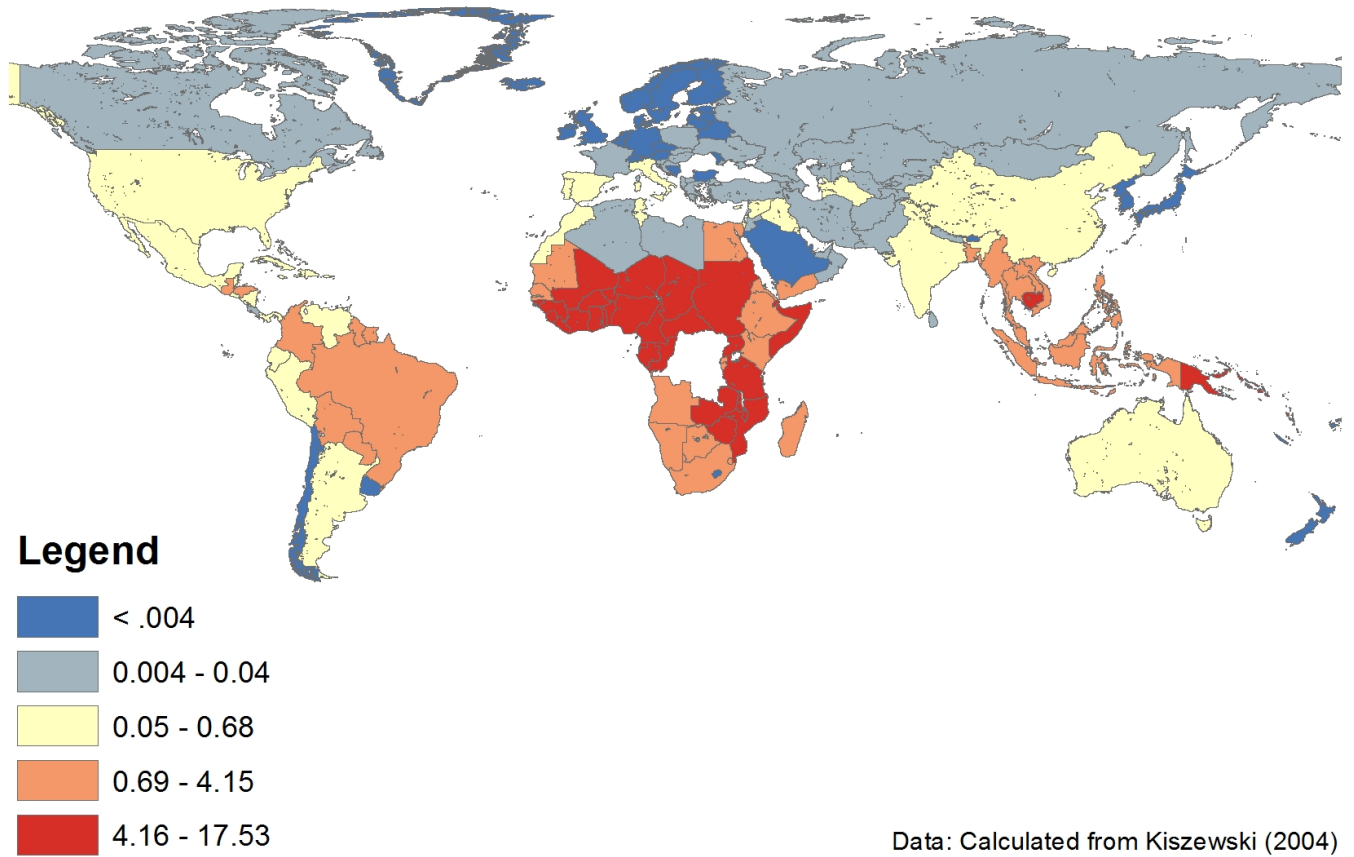 Legend
< .004
0.004 - 0.04
0.05 - 0.68
0.69 - 4.15
4.16 - 17.53
Data: Calculated from Kiszewski (2004)